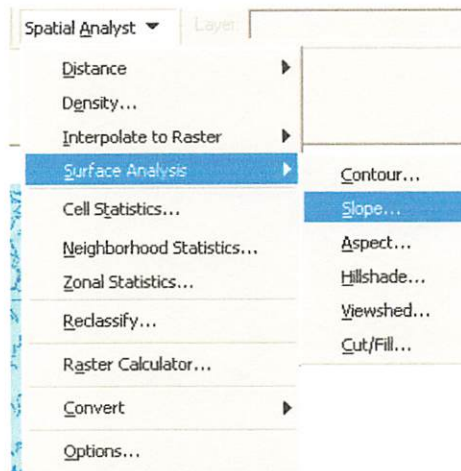 Spatial Analyst Layer:
Distance
Density...
Interpolate to Raster
Surface Analysis
Cell Statistics...
Neighborhood Statistics...
Zonal Statistics...
Reclassify...
Raster Calculator...
Convert
Options...
Contour...
Slope...
Aspect...
Hillshade...
Viewshed...
Cut/Fill...